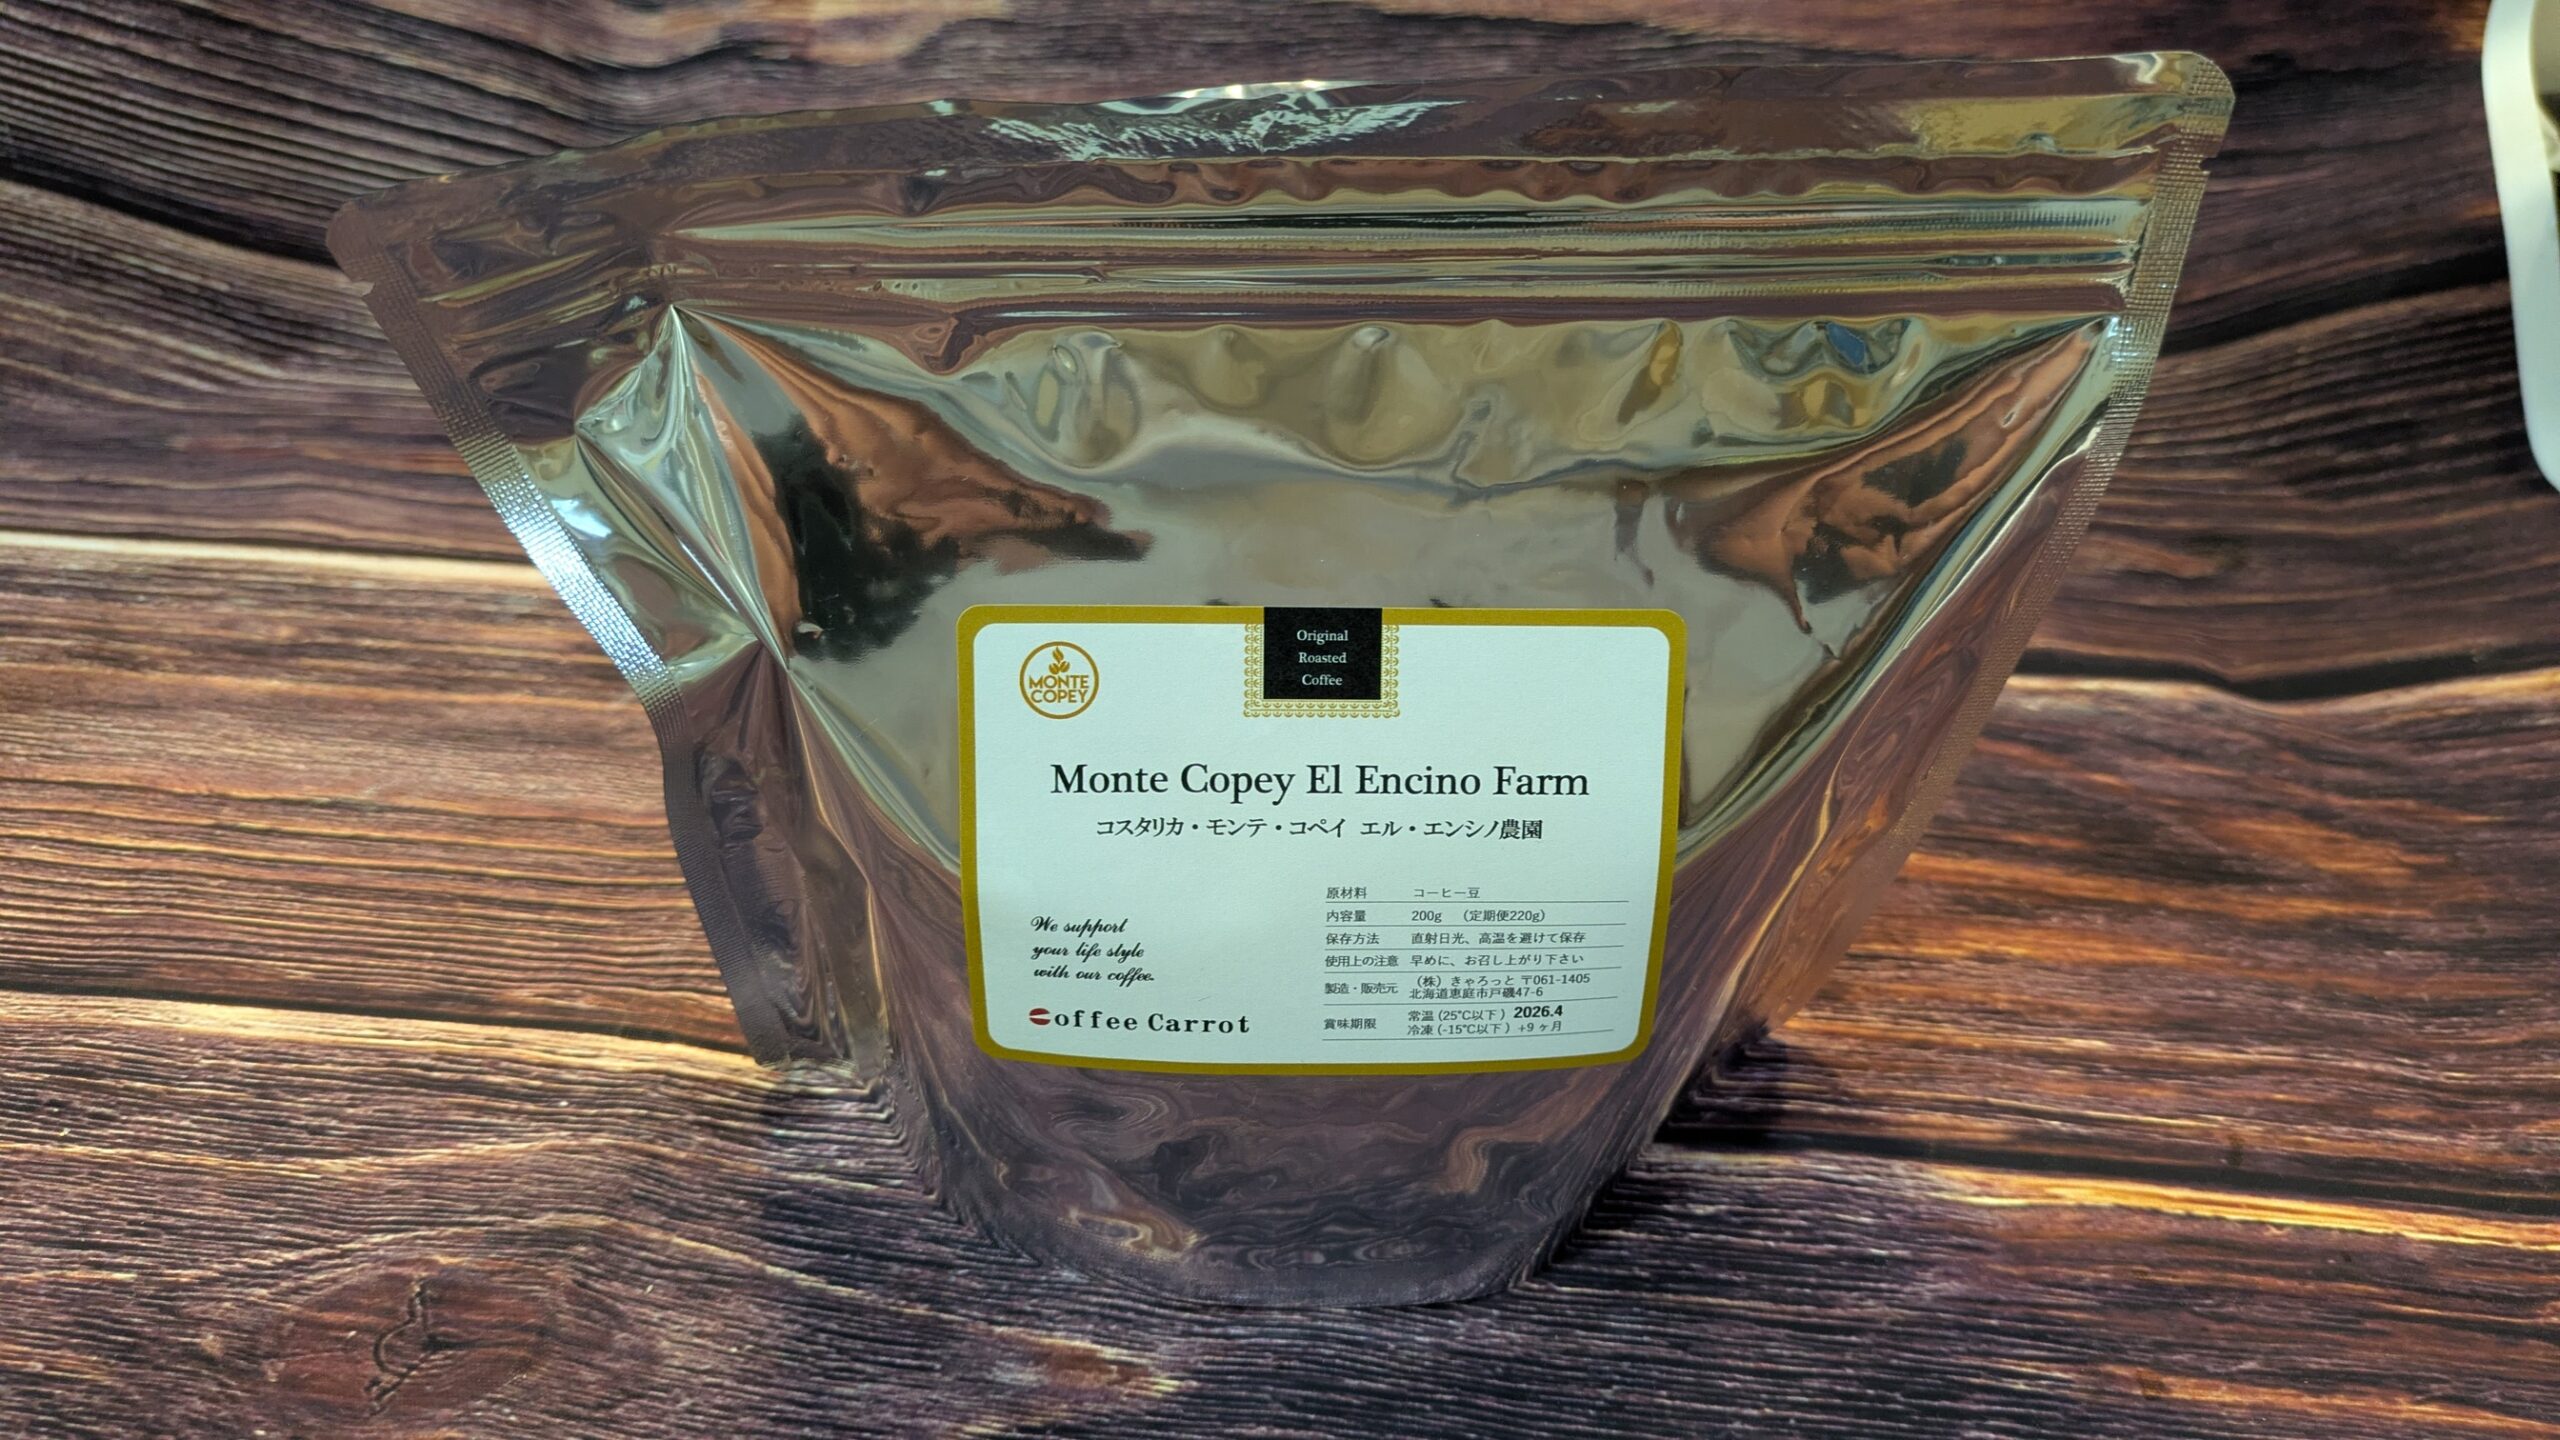 Original
Roasted
Coffee
MONTE
COPEY
Monte Copey El Encino Farm
コスタリカ・モンテ・コペイ エル・エンシノ農園
We support
your life style
with our coffee.
Coffee Carrot
原材料 コーヒー豆
内容量 200g （定期便220g）
保存方法 直射日光、高温を避けて保存
使用上の注意 早めに、お召し上がり下さい
製造・販売元 （株）きゃろっと 〒061-1405
北海道恵庭市戸磯47-6
賞味期限 常温 (25℃以下) 2026.4
冷凍 (-15℃以下) +9ヶ月